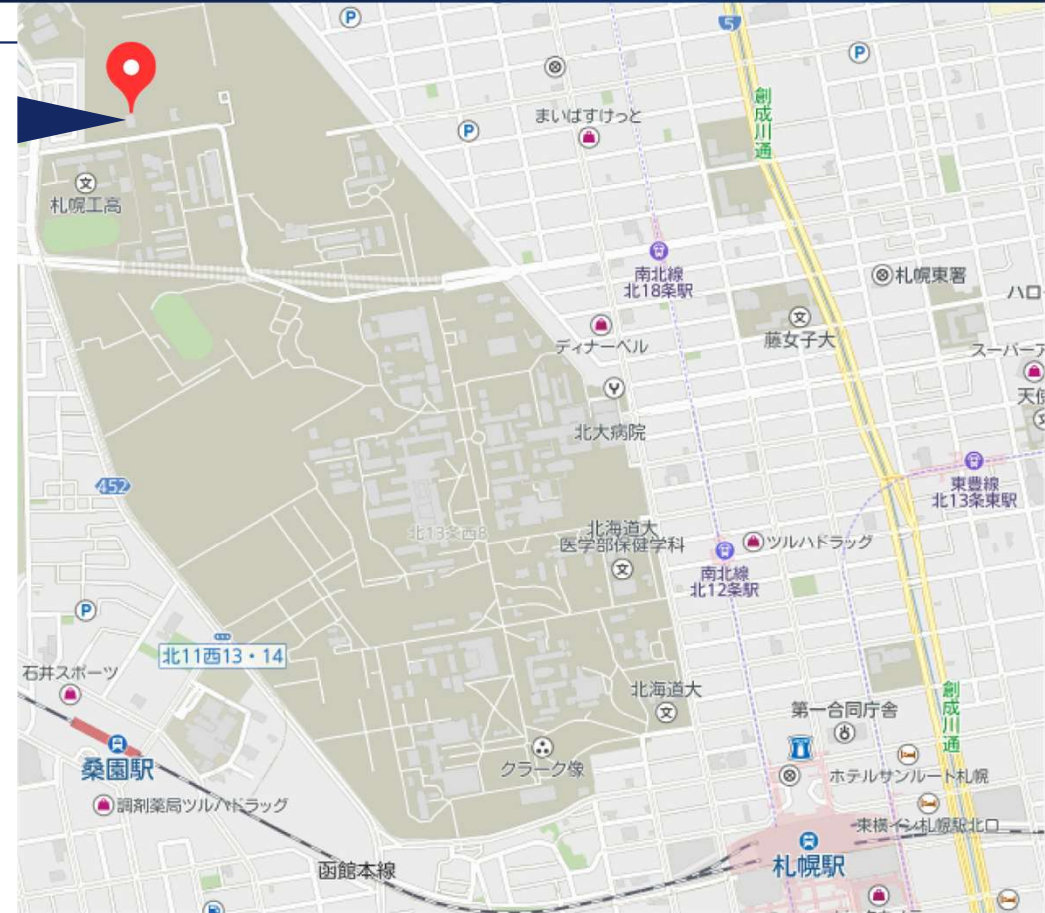 P
5
P
まいばすけっと
P
創成川通
文
札幌工高
南北線
北18条駅
札幌東署
ハロー
文
藤女子大
ディナーベル
スーパーア
天使
文
北大病院
452
東豊線
北13条東駅
北13条西8
北海道大
医学部保健学科
文
ツルハドラッグ
南北線
北12条駅
P
北11西13・14
石井スポーツ
北海道大
文
第一合同庁舎
創成川通
桑園駅
クラーク像
ホテルサンルート札幌
調剤薬局ツルハドラッグ
東横イン札幌駅北口
函館本線
札幌駅